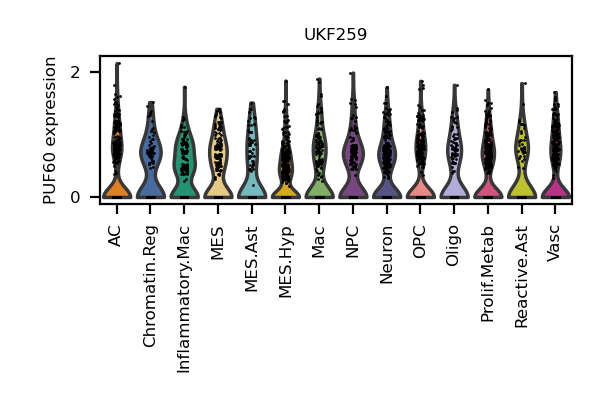 UKF259
PUF60 expression
2
0
AC
Chromatin.Reg
Inflammatory.Mac
MES
MES.Ast
MES.Hyp
Mac
NPC
Neuron
OPC
Oligo
Prolif.Metab
Reactive.Ast
Vasc